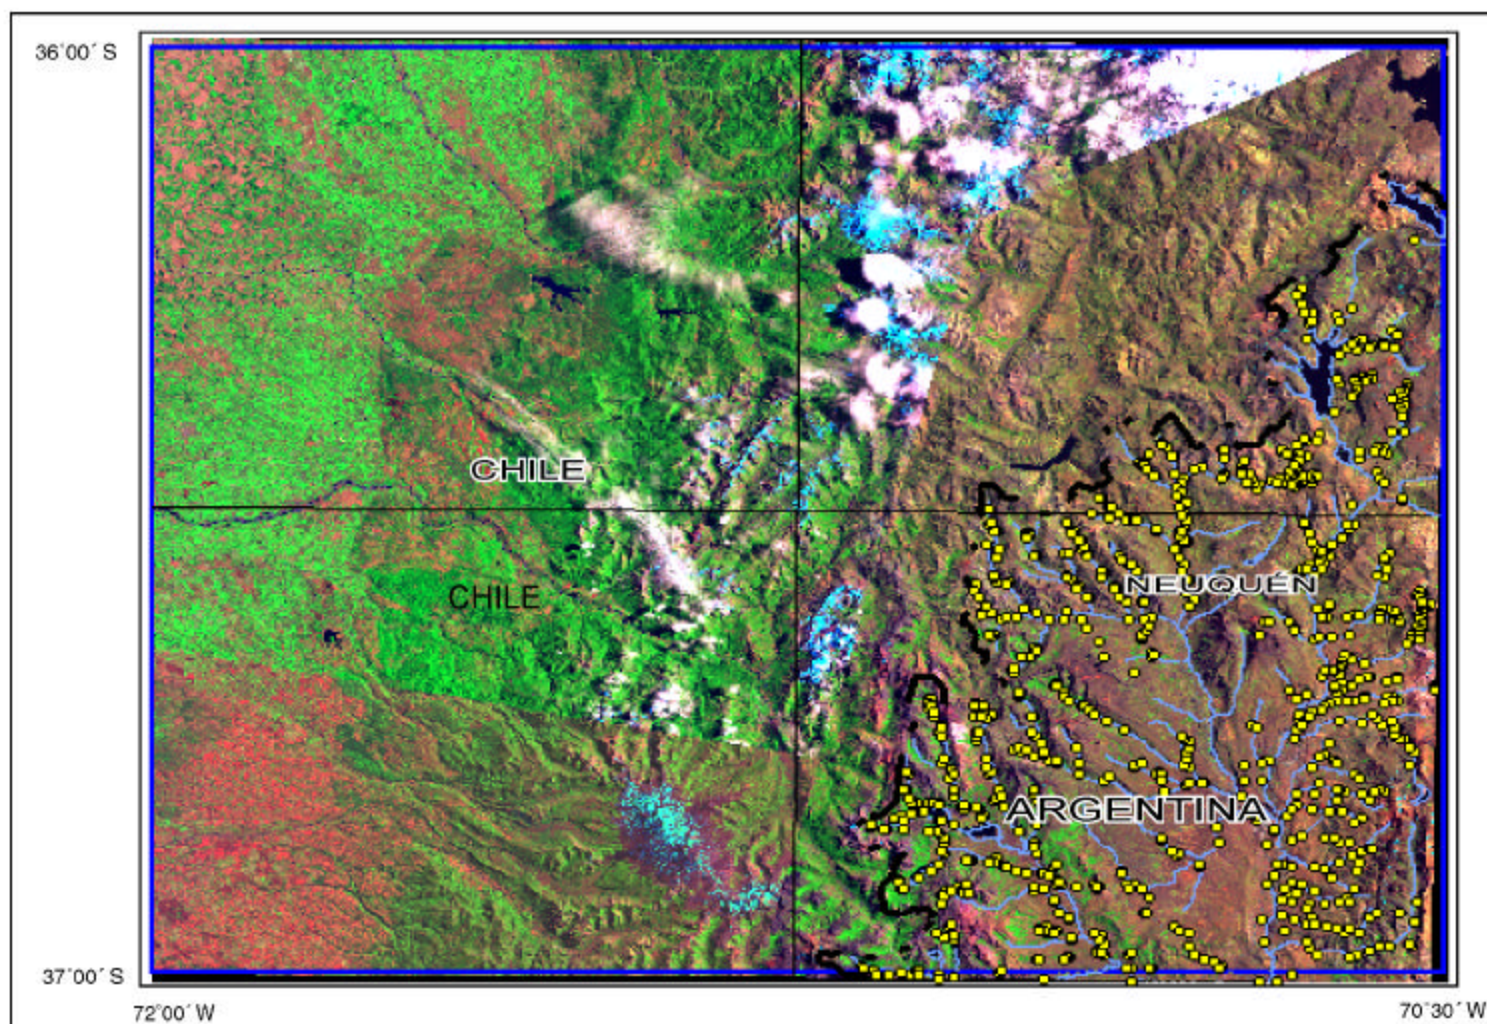 36°00´ S
CHILE
CHILE
NEUQUÉN
ARGENTINA
37°00´ S
72°00´ W
70°30´ W